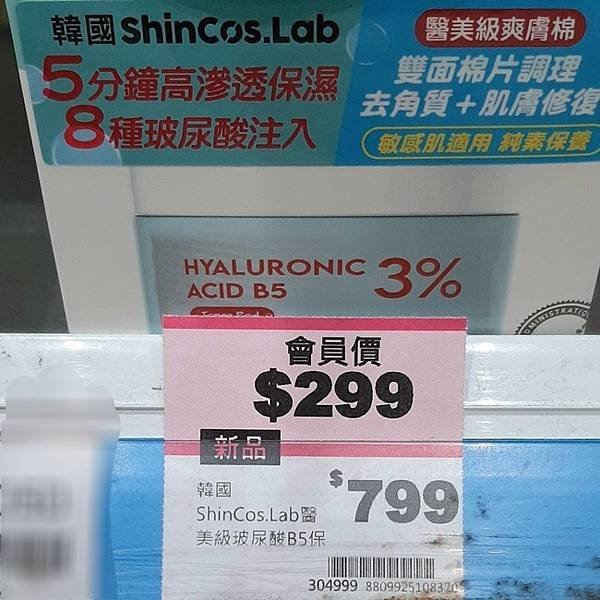 韓國 ShinCos.Lab
5分鐘高滲透保濕
8種玻尿酸注入
醫美級爽膚棉
雙面棉片調理
去角質+肌膚修復
敏感肌適用 純素保養
HYALURONIC
ACID B5
3%
會員價
$299
新品
$799
韓國
ShinCos.Lab醫
美級玻尿酸B5保
304999 8809925108370